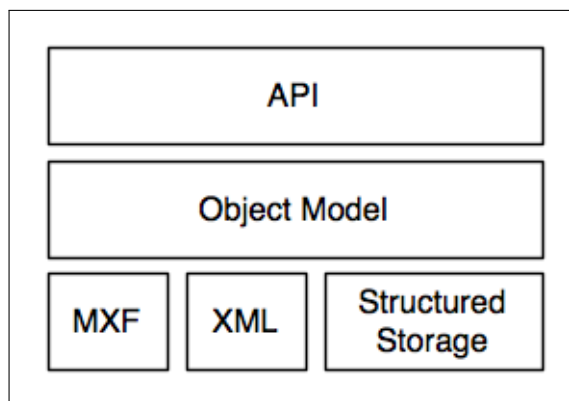 API
Object Model
MXF
XML
Structured
Storage